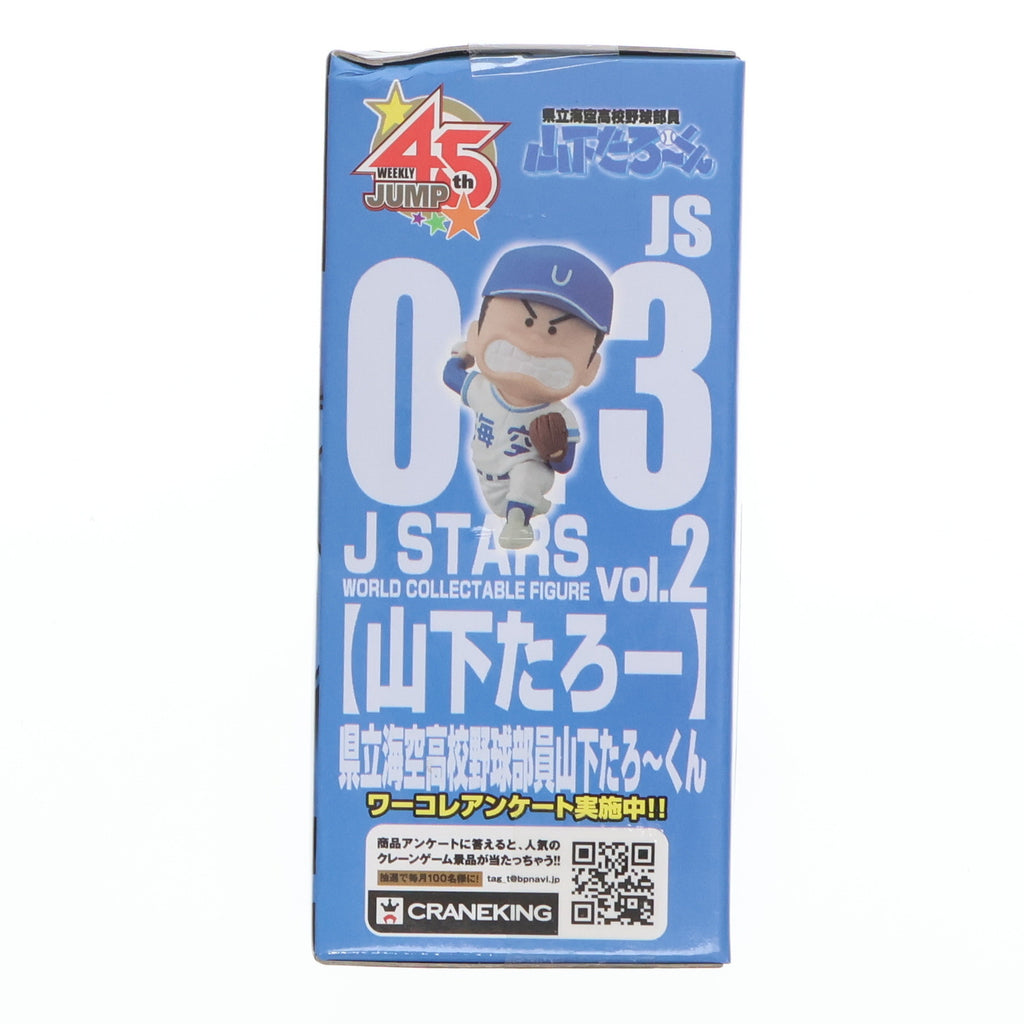 45th
WEEKLY
JUMP
県立海空高校野球部員
山下たろ～くん
JS
013
U
海空
J STARS
WORLD COLLECTABLE FIGURE vol.2
【山下たろー】
県立海空高校野球部員山下たろ～くん
ワーコレアンケート実施中!!
商品アンケートに答えると、人気の
クレーンゲーム景品が当たっちゃう!!
抽選で毎月100名様に! tag_t@bpnavi.jp
CRANEKING